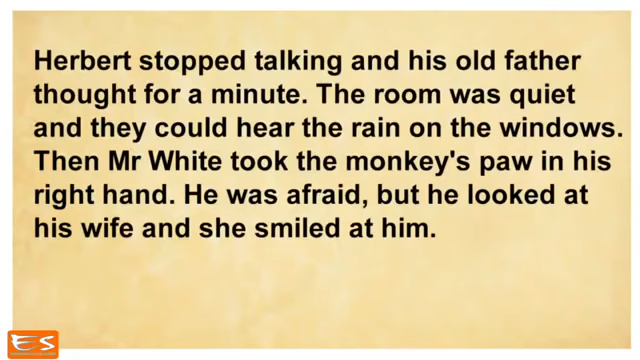 Herbert stopped talking and his old father
thought for a minute. The room was quiet
and they could hear the rain on the windows.
Then Mr White took the monkey's paw in his
right hand. He was afraid, but he looked at
his wife and she smiled at him.
ES